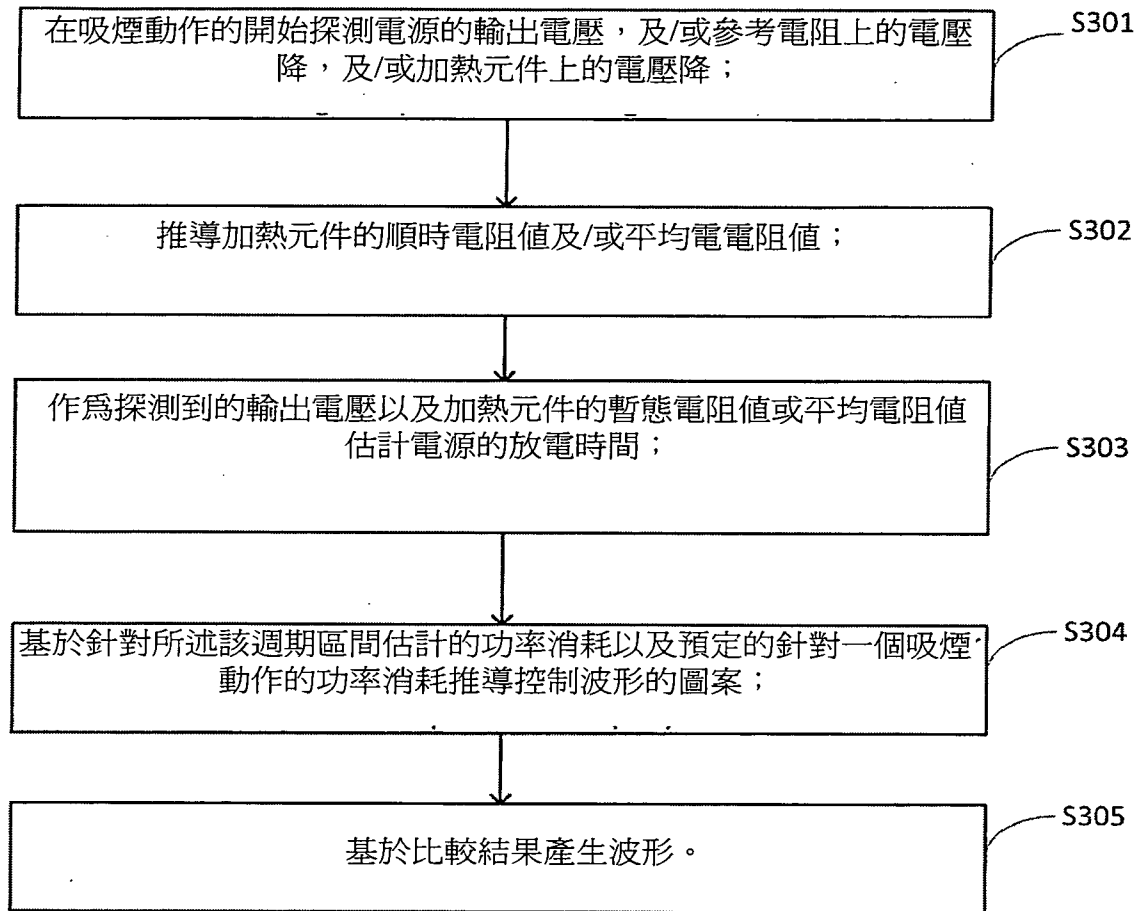 在吸煙動作的開始探測電源的輸出電壓,及/或參考電阻上的電壓
降,及/或加熱元件上的電壓降;
S301
推導加熱元件的順時電阻值及/或平均電電阻值;
S302
作爲探測到的輸出電壓以及加熱元件的暫態電阻值或平均電阻值
估計電源的放電時間;
S303
基於針對所述該週期區間估計的功率消耗以及預定的針對一個吸煙
動作的功率消耗推導控制波形的圖案;
S304
基於比較結果產生波形。
S305